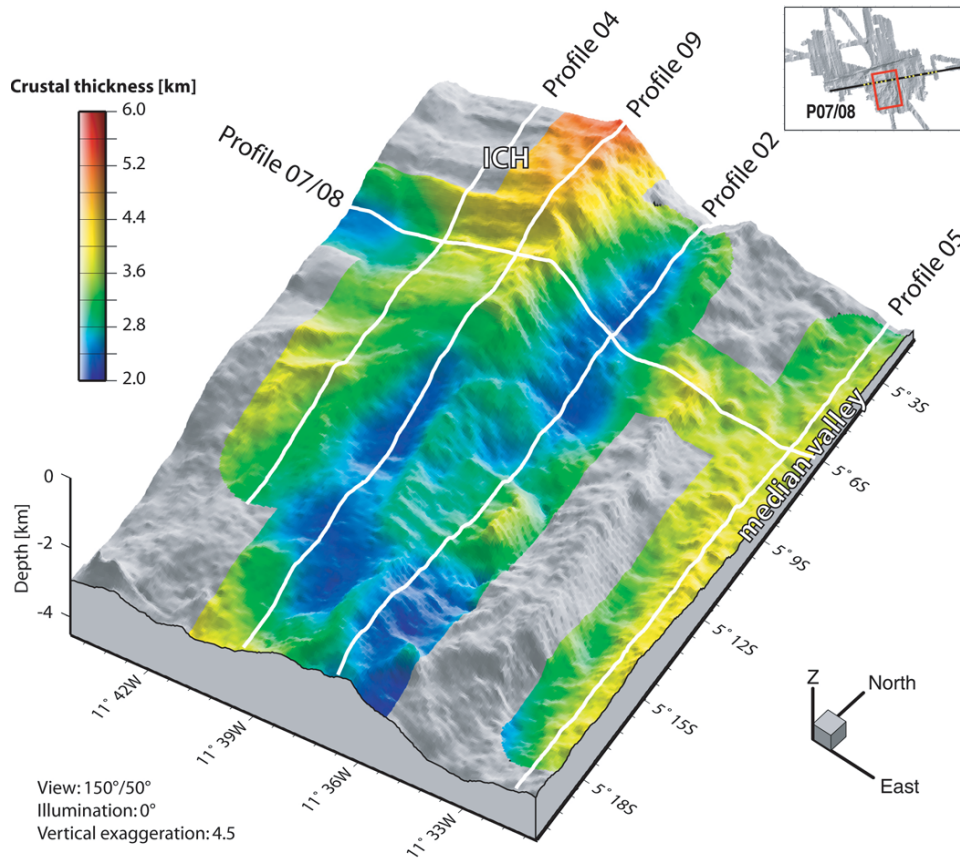 Crustal thickness [km]
6.0
5.2
4.4
3.6
2.8
2.0
Profile 07/08
Profile 04
Profile 09
Profile 02
Profile 05
ICH
median valley
P07/08
0
-2
-4
Depth [km]
11° 42W
11° 39W
11° 36W
11° 33W
5° 3S
5° 6S
5° 9S
5° 12S
5° 15S
5° 18S
Z
North
East
View: 150°/50°
Illumination: 0°
Vertical exaggeration: 4.5